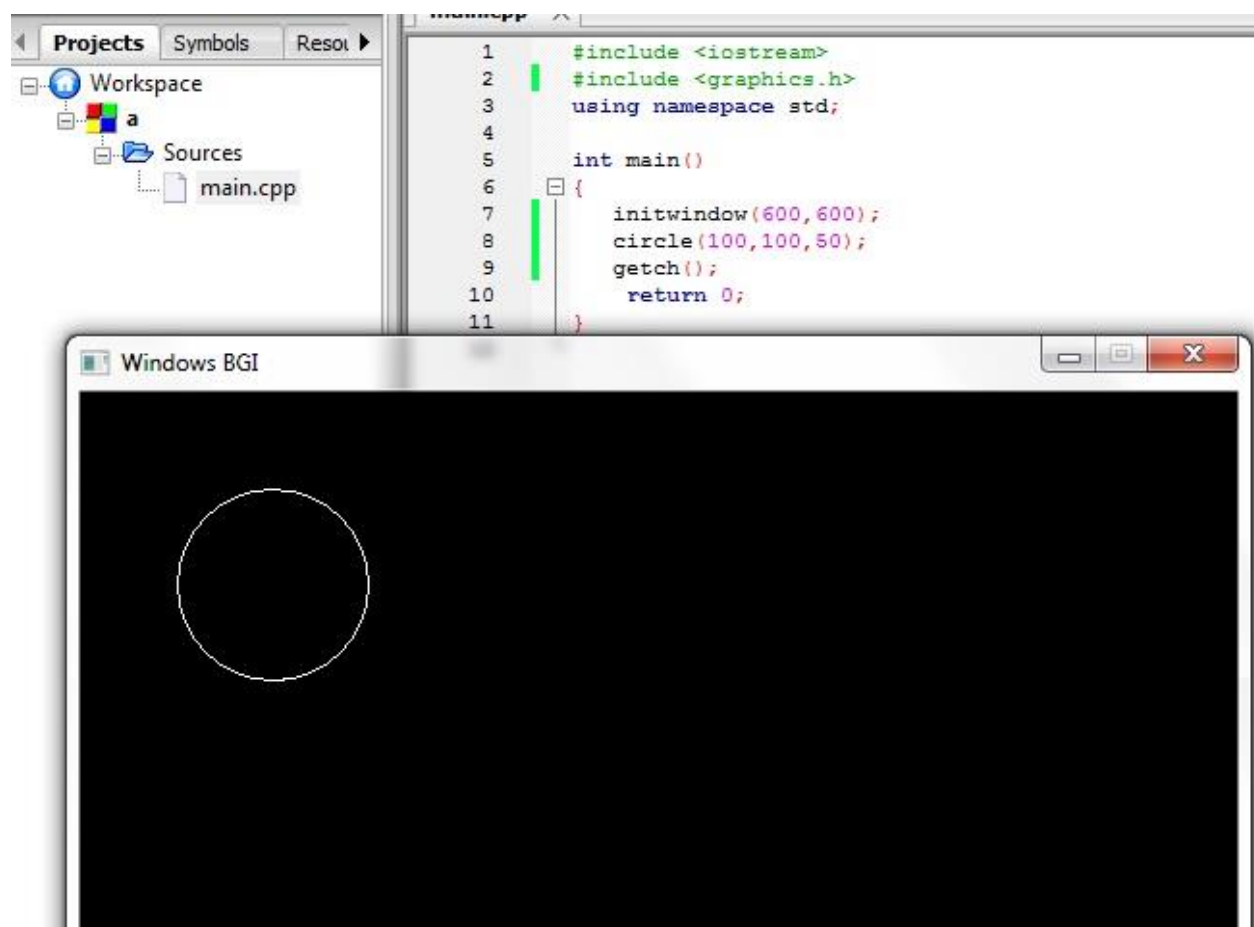 Projects Symbols Resou
Workspace
a
Sources
main.cpp
main.cpp
1 #include <iostream>
2 #include <graphics.h>
3 using namespace std;
4
5 int main()
6 {
7 initwindow(600,600);
8 circle(100,100,50);
9 getch();
10 return 0;
11 }
Windows BGI